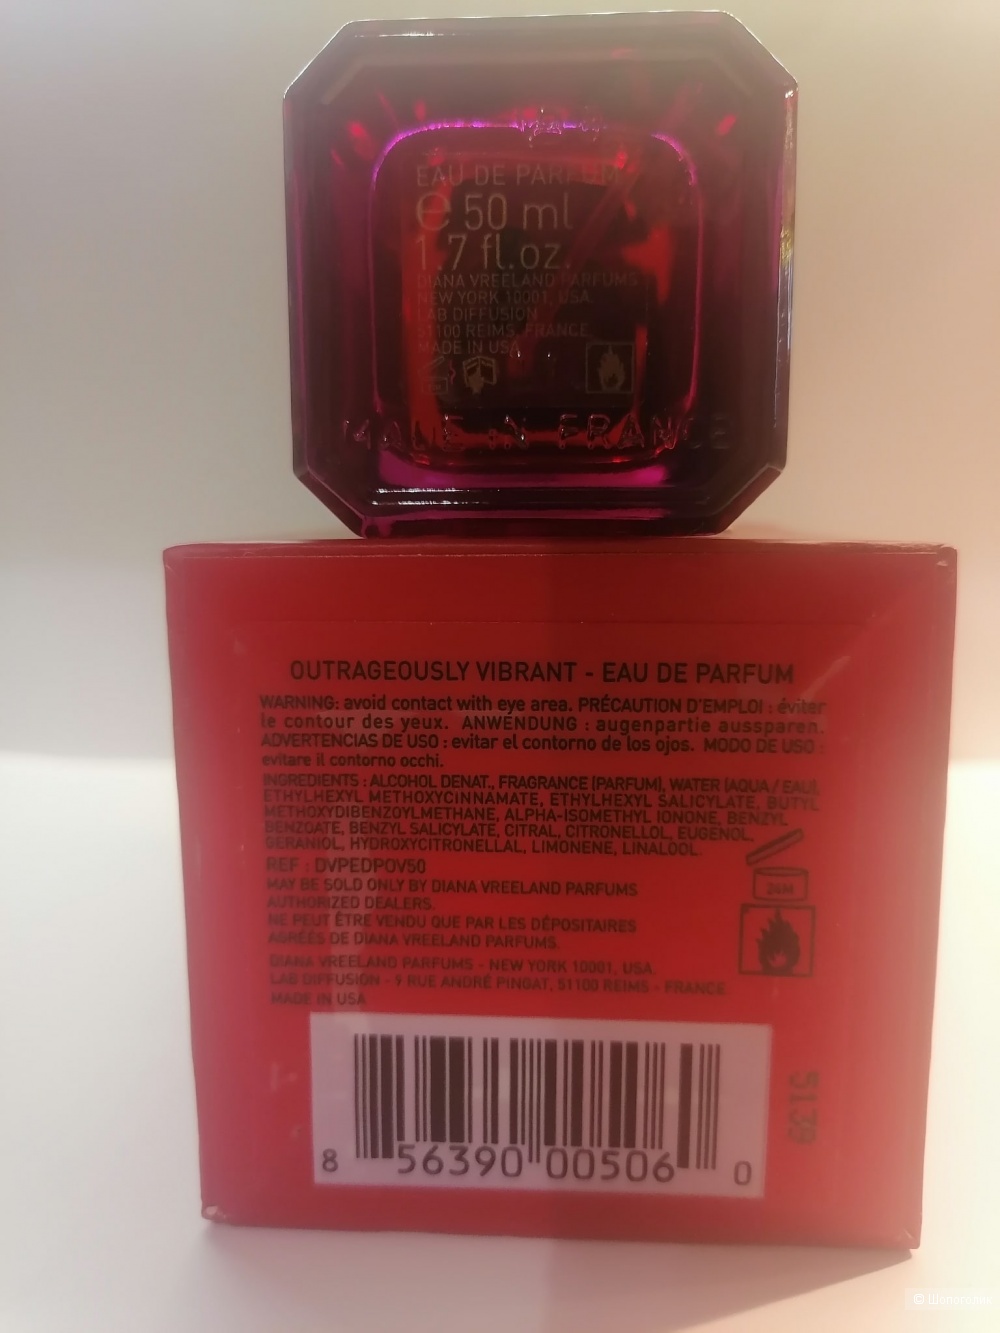 EAU DE PARFUM
e 50 ml
1.7 fl.oz.
DIANA VREELAND PARFUMS
NEW YORK 10001, USA.
LAB DIFFUSION
51100 REIMS, FRANCE
MADE IN USA
MADE IN FRANCE
OUTRAGEOUSLY VIBRANT - EAU DE PARFUM
WARNING: avoid contact with eye area. PRÉCAUTION D'EMPLOI : éviter
le contour des yeux. ANWENDUNG : augenpartie aussparen.
ADVERTENCIAS DE USO : evitar el contorno de los ojos. MODO DE USO :
evitare il contorno occhi.
INGREDIENTS : ALCOHOL DENAT., FRAGRANCE (PARFUM), WATER (AQUA / EAU),
ETHYLHEXYL METHOXYCINNAMATE, ETHYLHEXYL SALICYLATE, BUTYL
METHOXYDIBENZOYLMETHANE, ALPHA-ISOMETHYL IONONE, BENZYL
BENZOATE, BENZYL SALICYLATE, CITRAL, CITRONELLOL, EUGENOL,
GERANIOL, HYDROXYCITRONELLAL, LIMONENE, LINALOOL.
REF : DVPEDPOV50
24M
MAY BE SOLD ONLY BY DIANA VREELAND PARFUMS
AUTHORIZED DEALERS.
NE PEUT ÊTRE VENDU QUE PAR LES DÉPOSITAIRES
AGRÉÉS DE DIANA VREELAND PARFUMS.
DIANA VREELAND PARFUMS - NEW YORK 10001, USA.
LAB DIFFUSION - 9 RUE ANDRÉ PINGAT, 51100 REIMS - FRANCE
MADE IN USA
5139
8 56390 00506 0
© Шопоголик